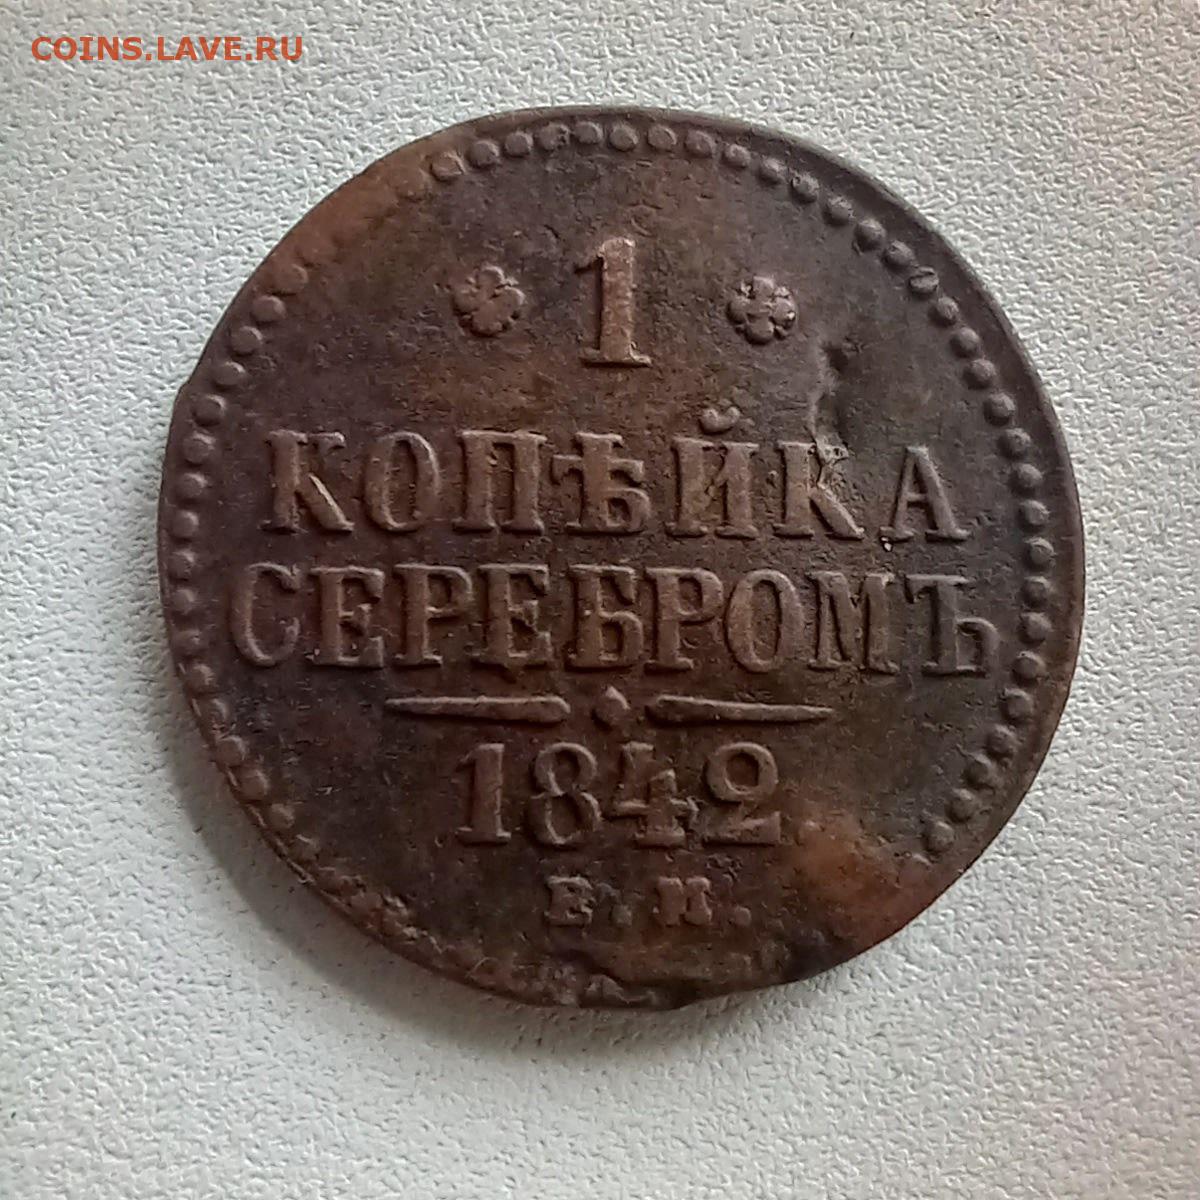 COINS.LAVE.RU
1
КОПѢЙКА
СЕРЕБРОМЪ
1842
Е.М.